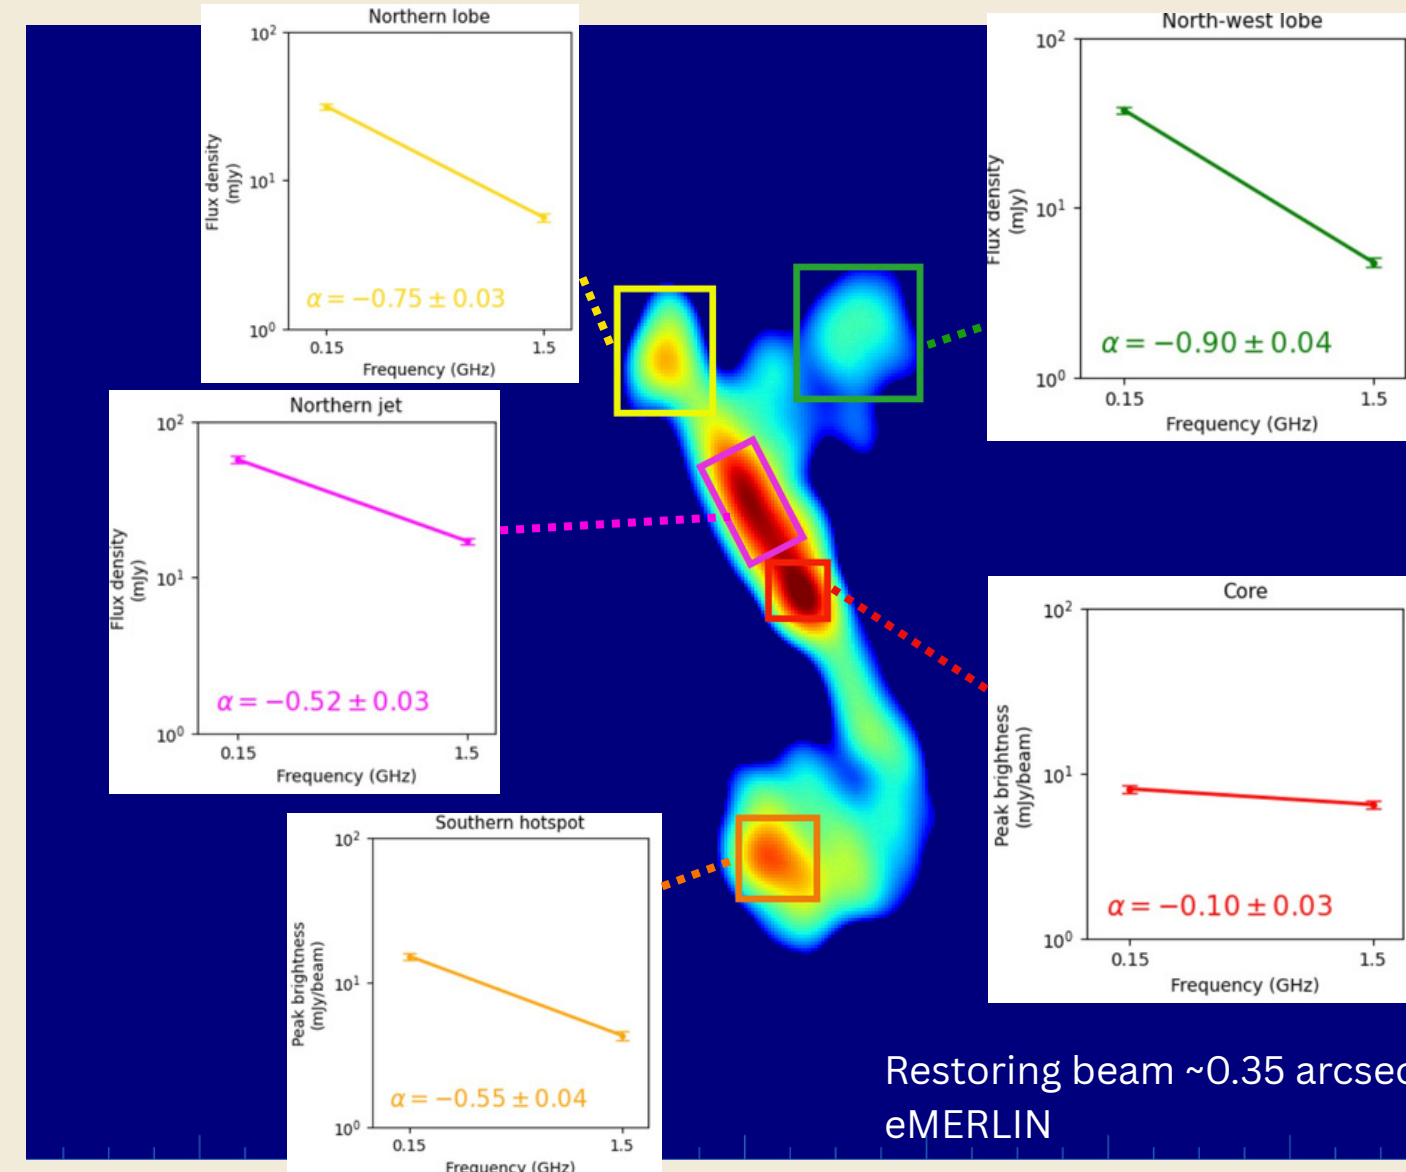 Northern lobe
10²
10¹
10⁰
Flux density
(mJy)
α = −0.75 ± 0.03
0.15
1.5
Frequency (GHz)
North-west lobe
10²
10¹
10⁰
Flux density
(mJy)
α = −0.90 ± 0.04
0.15
1.5
Frequency (GHz)
Northern jet
10²
10¹
10⁰
Flux density
(mJy)
α = −0.52 ± 0.03
0.15
1.5
Frequency (GHz)
Core
10²
10¹
10⁰
Peak brightness
(mJy/beam)
α = −0.10 ± 0.03
0.15
1.5
Frequency (GHz)
Southern hotspot
10²
10¹
10⁰
Peak brightness
(mJy/beam)
α = −0.55 ± 0.04
0.15
1.5
Frequency (GHz)
Restoring beam ~0.35 arcsec
eMERLIN